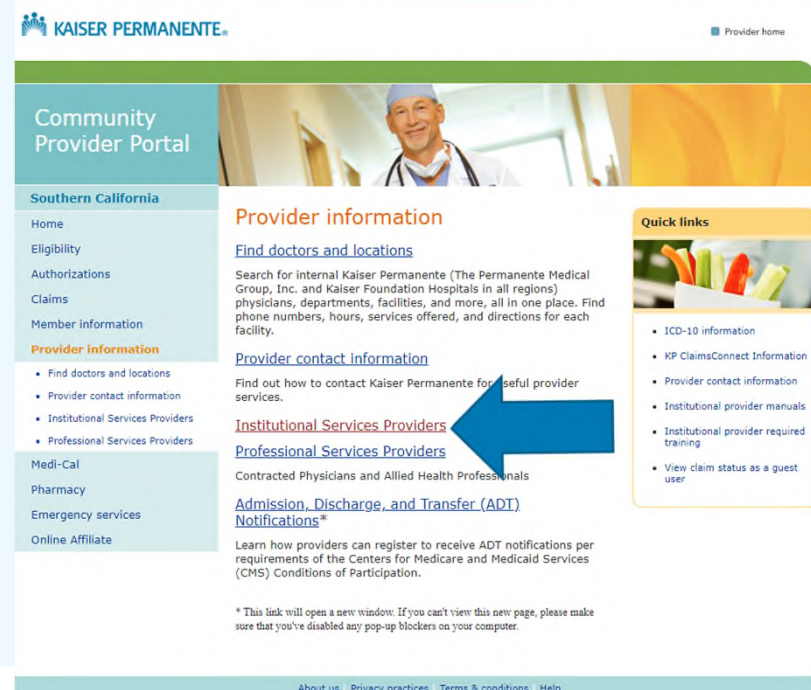 KAISER PERMANENTE®
Provider home
Community
Provider Portal
Southern California
Home
Eligibility
Authorizations
Claims
Member information
Provider information
Find doctors and locations
Provider contact information
Institutional Services Providers
Professional Services Providers
Medi-Cal
Pharmacy
Emergency services
Online Affiliate
Provider information
Find doctors and locations
Search for internal Kaiser Permanente (The Permanente Medical
Group, Inc. and Kaiser Foundation Hospitals in all regions)
physicians, departments, facilities, and more, all in one place. Find
phone numbers, hours, services offered, and directions for each
facility.
Provider contact information
Find out how to contact Kaiser Permanente for useful provider
services.
Institutional Services Providers
Professional Services Providers
Contracted Physicians and Allied Health Professionals
Admission, Discharge, and Transfer (ADT)
Notifications*
Learn how providers can register to receive ADT notifications per
requirements of the Centers for Medicare and Medicaid Services
(CMS) Conditions of Participation.
* This link will open a new window. If you can't view this new page, please make
sure that you've disabled any pop-up blockers on your computer.
Quick links
ICD-10 information
KP ClaimsConnect Information
Provider contact information
Institutional provider manuals
Institutional provider required
training
View claim status as a guest
user
About us | Privacy practices | Terms & conditions | Help